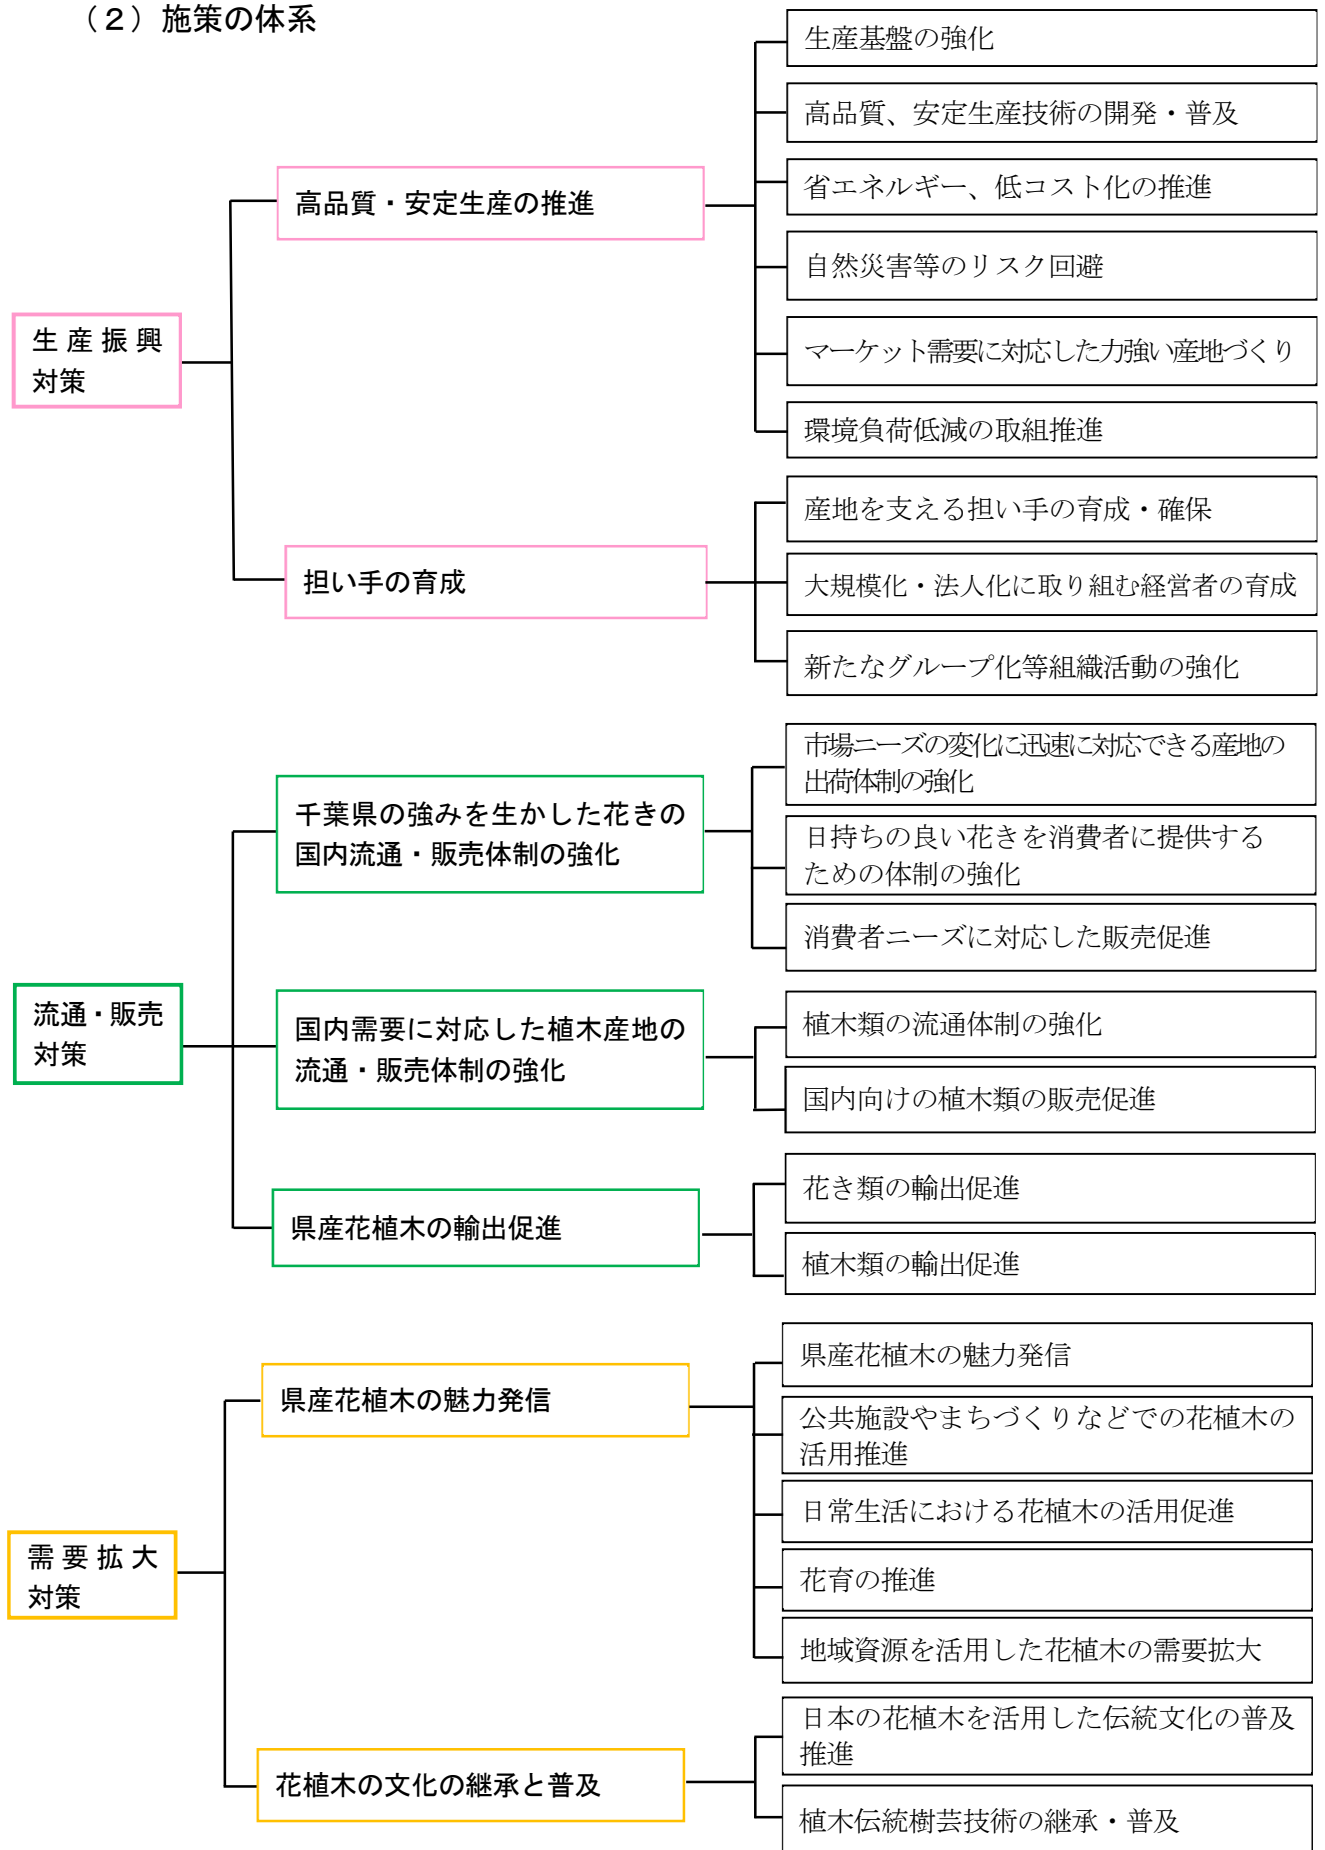 （２）施策の体系
生産振興
対策
高品質・安定生産の推進
生産基盤の強化
高品質、安定生産技術の開発・普及
省エネルギー、低コスト化の推進
自然災害等のリスク回避
マーケット需要に対応した力強い産地づくり
環境負荷低減の取組推進
担い手の育成
産地を支える担い手の育成・確保
大規模化・法人化に取り組む経営者の育成
新たなグループ化等組織活動の強化
流通・販売
対策
千葉県の強みを生かした花きの
国内流通・販売体制の強化
市場ニーズの変化に迅速に対応できる産地の
出荷体制の強化
日持ちの良い花きを消費者に提供する
ための体制の強化
消費者ニーズに対応した販売促進
国内需要に対応した植木産地の
流通・販売体制の強化
植木類の流通体制の強化
国内向けの植木類の販売促進
県産花植木の輸出促進
花き類の輸出促進
植木類の輸出促進
需要拡大
対策
県産花植木の魅力発信
県産花植木の魅力発信
公共施設やまちづくりなどでの花植木の
活用推進
日常生活における花植木の活用促進
花育の推進
地域資源を活用した花植木の需要拡大
花植木の文化の継承と普及
日本の花植木を活用した伝統文化の普及
推進
植木伝統樹芸技術の継承・普及